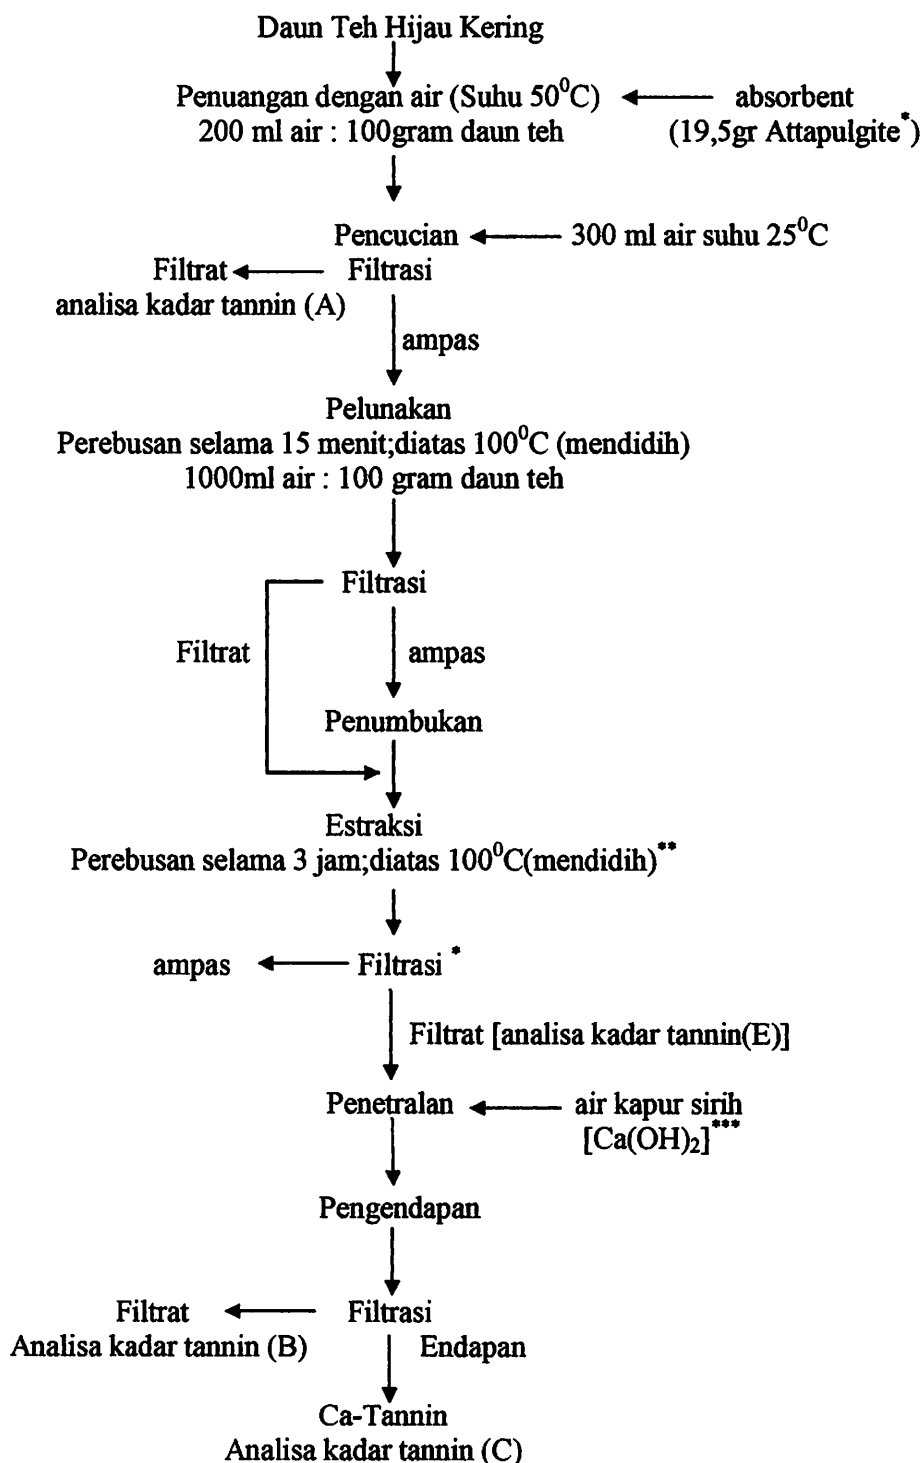 Daun Teh Hijau Kering
Penuangan dengan air (Suhu 50⁰C)
200 ml air : 100gram daun teh
absorbent
(19,5gr Attapulgite*)
Pencucian
300 ml air suhu 25⁰C
Filtrat
Filtrasi
analisa kadar tannin (A)
ampas
Pelunakan
Perebusan selama 15 menit;diatas 100⁰C (mendidih)
1000ml air : 100 gram daun teh
Filtrasi
Filtrat
ampas
Penumbukan
Estraksi
Perebusan selama 3 jam;diatas 100⁰C(mendidih)**
ampas
Filtrasi *
Filtrat [analisa kadar tannin(E)]
Penetralan
air kapur sirih
[Ca(OH)₂]***
Pengendapan
Filtrat
Filtrasi
Analisa kadar tannin (B)
Endapan
Ca-Tannin
Analisa kadar tannin (C)